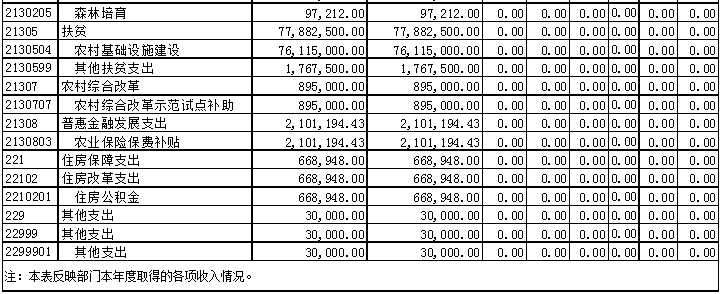 2130205 森林培育 97,212.00 97,212.00 0.00 0.00 0.00 0.00 0.00 0.00
21305 扶贫 77,882,500.00 77,882,500.00 0.00 0.00 0.00 0.00 0.00 0.00
2130504 农村基础设施建设 76,115,000.00 76,115,000.00 0.00 0.00 0.00 0.00 0.00 0.00
2130599 其他扶贫支出 1,767,500.00 1,767,500.00 0.00 0.00 0.00 0.00 0.00 0.00
21307 农村综合改革 895,000.00 895,000.00 0.00 0.00 0.00 0.00 0.00 0.00
2130707 农村综合改革示范试点补助 895,000.00 895,000.00 0.00 0.00 0.00 0.00 0.00 0.00
21308 普惠金融发展支出 2,101,194.43 2,101,194.43 0.00 0.00 0.00 0.00 0.00 0.00
2130803 农业保险保费补贴 2,101,194.43 2,101,194.43 0.00 0.00 0.00 0.00 0.00 0.00
221 住房保障支出 668,948.00 668,948.00 0.00 0.00 0.00 0.00 0.00 0.00
22102 住房改革支出 668,948.00 668,948.00 0.00 0.00 0.00 0.00 0.00 0.00
2210201 住房公积金 668,948.00 668,948.00 0.00 0.00 0.00 0.00 0.00 0.00
229 其他支出 30,000.00 30,000.00 0.00 0.00 0.00 0.00 0.00 0.00
22999 其他支出 30,000.00 30,000.00 0.00 0.00 0.00 0.00 0.00 0.00
2299901 其他支出 30,000.00 30,000.00 0.00 0.00 0.00 0.00 0.00 0.00
注：本表反映部门本年度取得的各项收入情况。